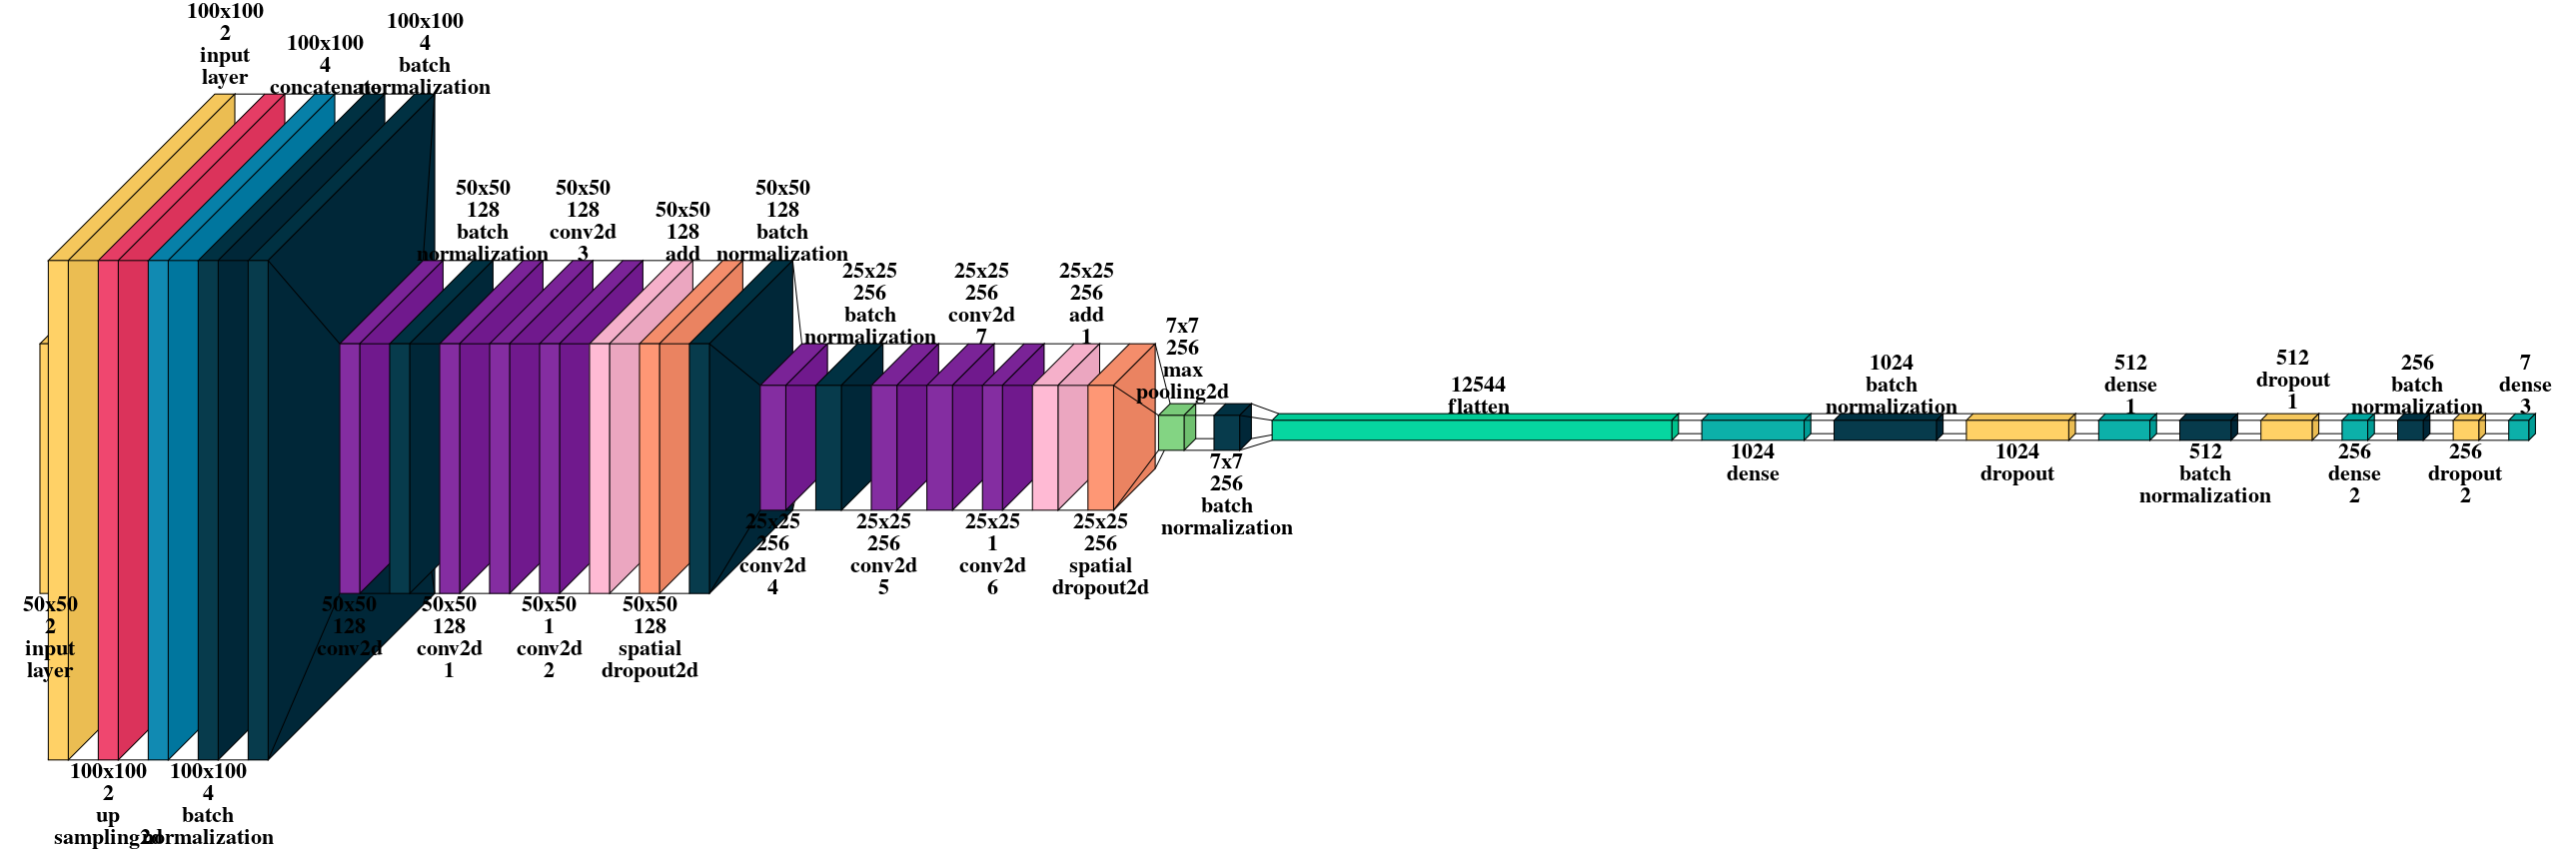 100x100
2
input
layer
100x100
4
concatenate
100x100
4
batch
normalization
50x50
2
input
layer
100x100
2
up
sampling2d
100x100
4
batch
normalization
50x50
128
batch
normalization
50x50
128
conv2d
3
50x50
128
add
50x50
128
batch
normalization
50x50
128
conv2d
50x50
128
conv2d
1
50x50
1
conv2d
2
50x50
128
spatial
dropout2d
25x25
256
batch
normalization
25x25
256
conv2d
7
25x25
256
add
1
25x25
256
conv2d
4
25x25
256
conv2d
5
25x25
1
conv2d
6
25x25
256
spatial
dropout2d
7x7
256
max
pooling2d
7x7
256
batch
normalization
12544
flatten
1024
dense
1024
batch
normalization
1024
dropout
512
dense
1
512
batch
normalization
512
dropout
1
256
dense
2
256
batch
normalization
256
dropout
2
7
dense
3